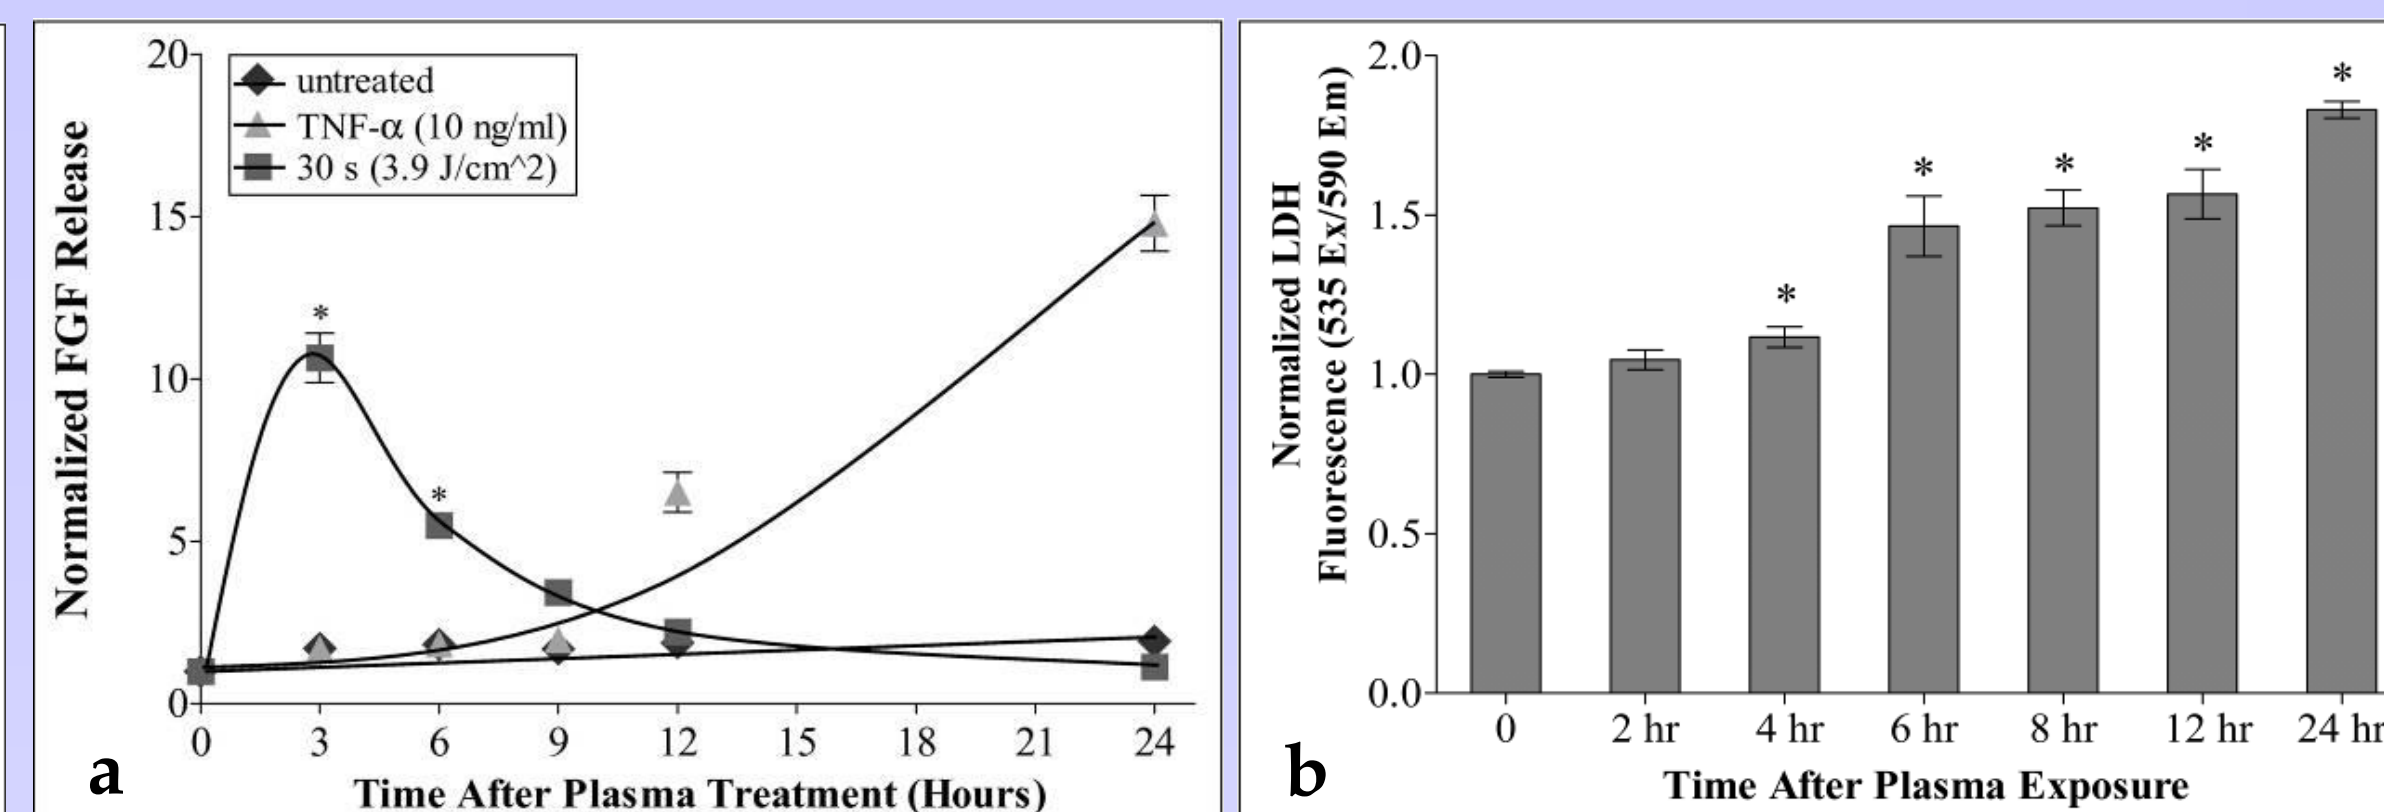 20
15
10
5
0
untreated
TNF-α (10 ng/ml)
30 s (3.9 J/cm^2)
*
*
Normalized FGF Release
0 3 6 9 12 15 18 21 24
Time After Plasma Treatment (Hours)
a
2.0
1.5
1.0
0.5
0.0
Normalized LDH
Fluorescence (535 Ex/590 Em)
*
*
*
*
*
0 2 hr 4 hr 6 hr 8 hr 12 hr 24 hr
Time After Plasma Exposure
b